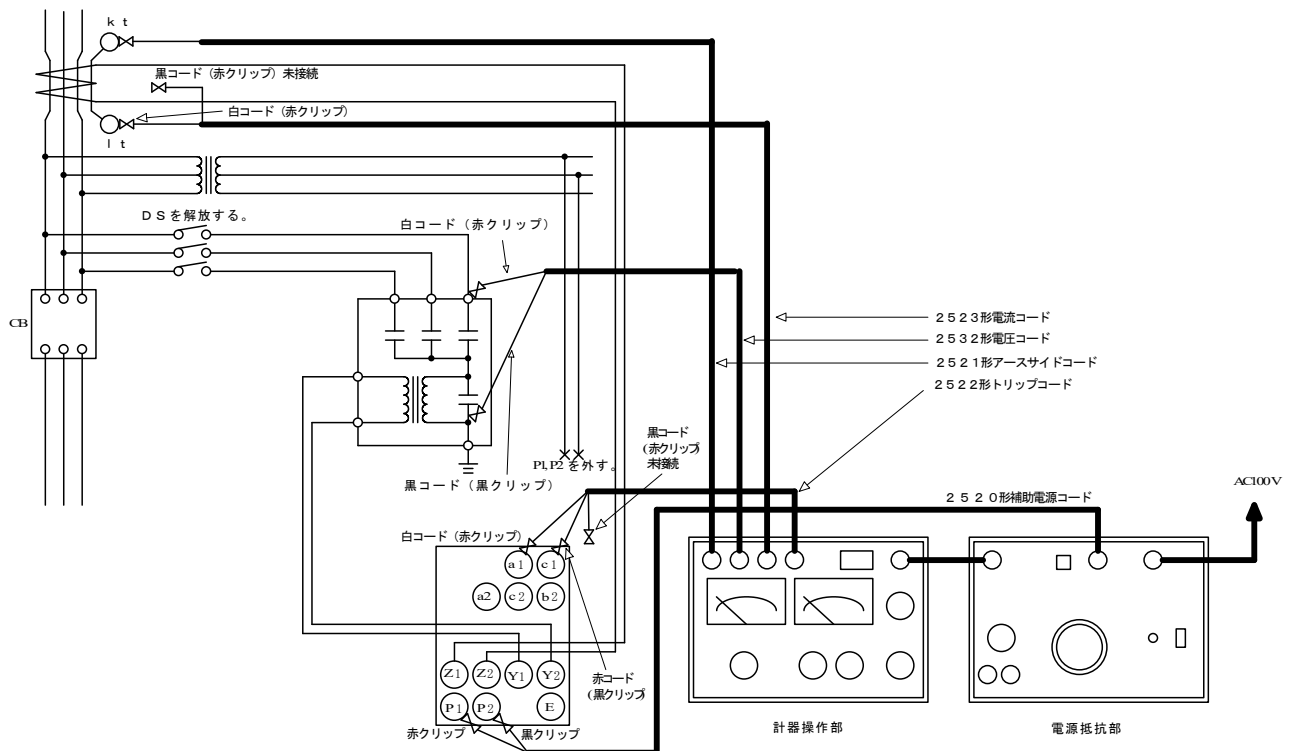 ｋｔ
黒コード（赤クリップ）未接続
白コード（赤クリップ）
ｌｔ
ＤＳを解放する。
白コード（赤クリップ）
CB
２５２３形電流コード
２５３２形電圧コード
２５２１形アースサイドコード
２５２２形トリップコード
黒コード
（赤クリップ）
未接続
P1,P2を外す。
黒コード（黒クリップ）
２５２０形補助電源コード
AC100V
白コード（赤クリップ）
a1
c1
a2
c2
b2
Z1
Z2
Y1
Y2
赤コード
（黒クリップ）
P1
P2
E
赤クリップ
黒クリップ
計器操作部
電源抵抗部